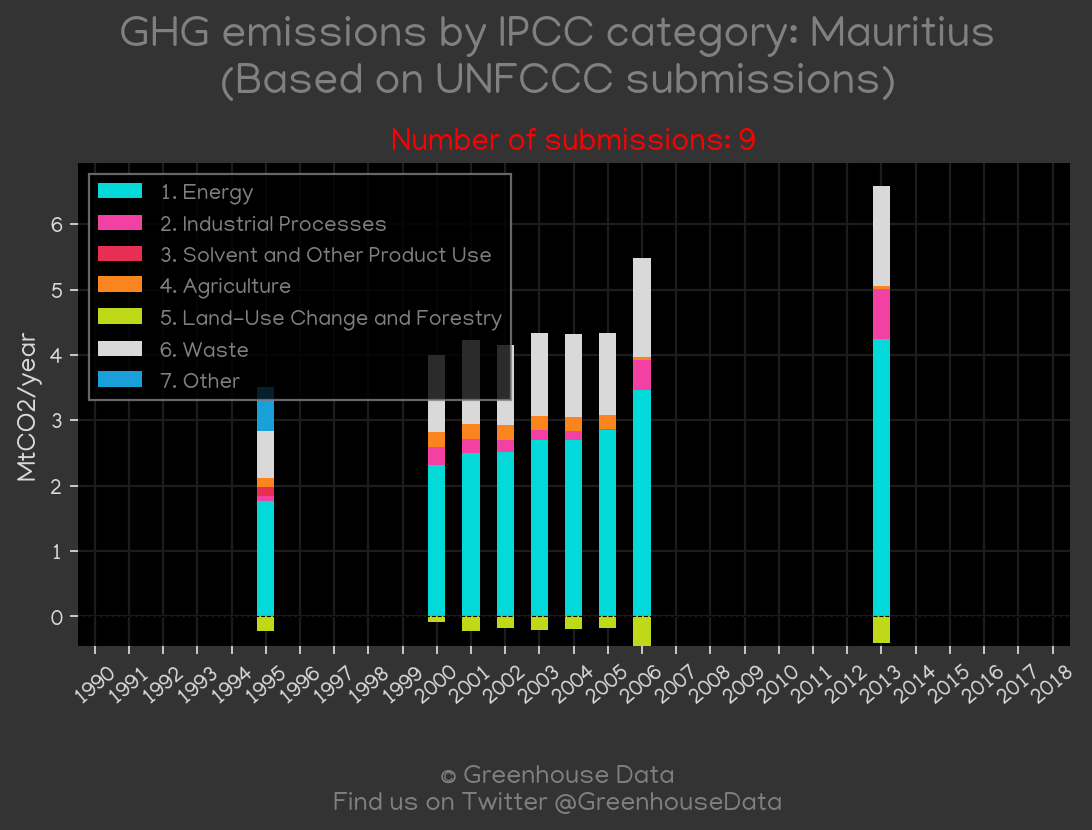 GHG emissions by IPCC category: Mauritius
(Based on UNFCCC submissions)
Number of submissions: 9
1. Energy
2. Industrial Processes
3. Solvent and Other Product Use
4. Agriculture
5. Land-Use Change and Forestry
6. Waste
7. Other
MtCO2/year
6
5
4
3
2
1
0
1990 1991 1992 1993 1994 1995 1996 1997 1998 1999 2000 2001 2002 2003 2004 2005 2006 2007 2008 2009 2010 2011 2012 2013 2014 2015 2016 2017 2018
© Greenhouse Data
Find us on Twitter @GreenhouseData